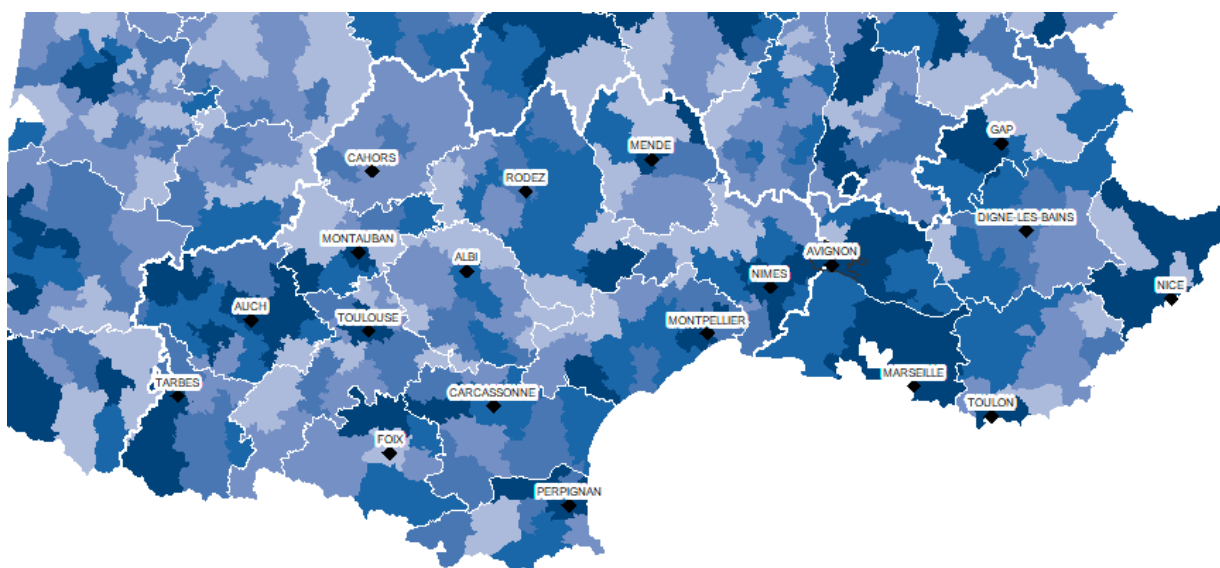 GAP
MENDE
CAHORS
RODEZ
DIGNE-LES-BAINS
MONTAUBAN
AVIGNON
ALBI
NIMES
NICE
AUCH
TOULOUSE
MONTPELLIER
MARSEILLE
TARBES
CARCASSONNE
TOULON
FOIX
PERPIGNAN